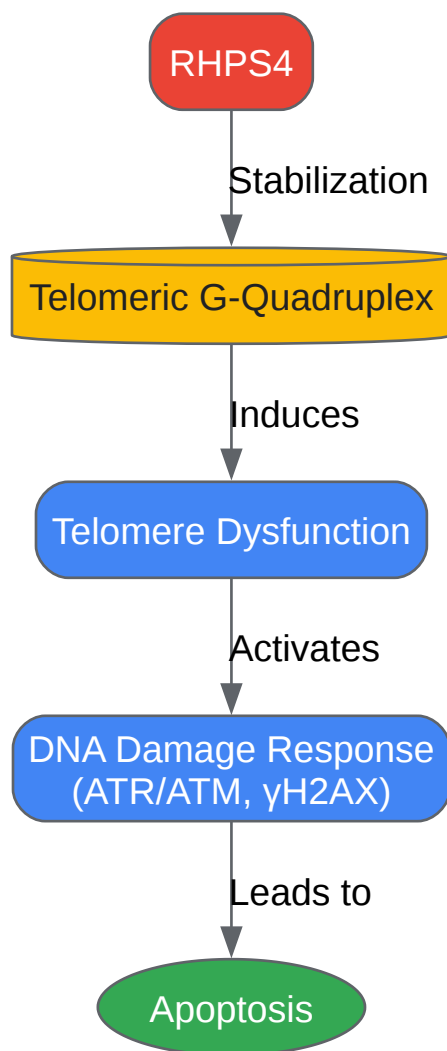 RHPS4
Stabilization
Telomeric G-Quadruplex
Induces
Telomere Dysfunction
Activates
DNA Damage Response
(ATR/ATM, γH2AX)
Leads to
Apoptosis